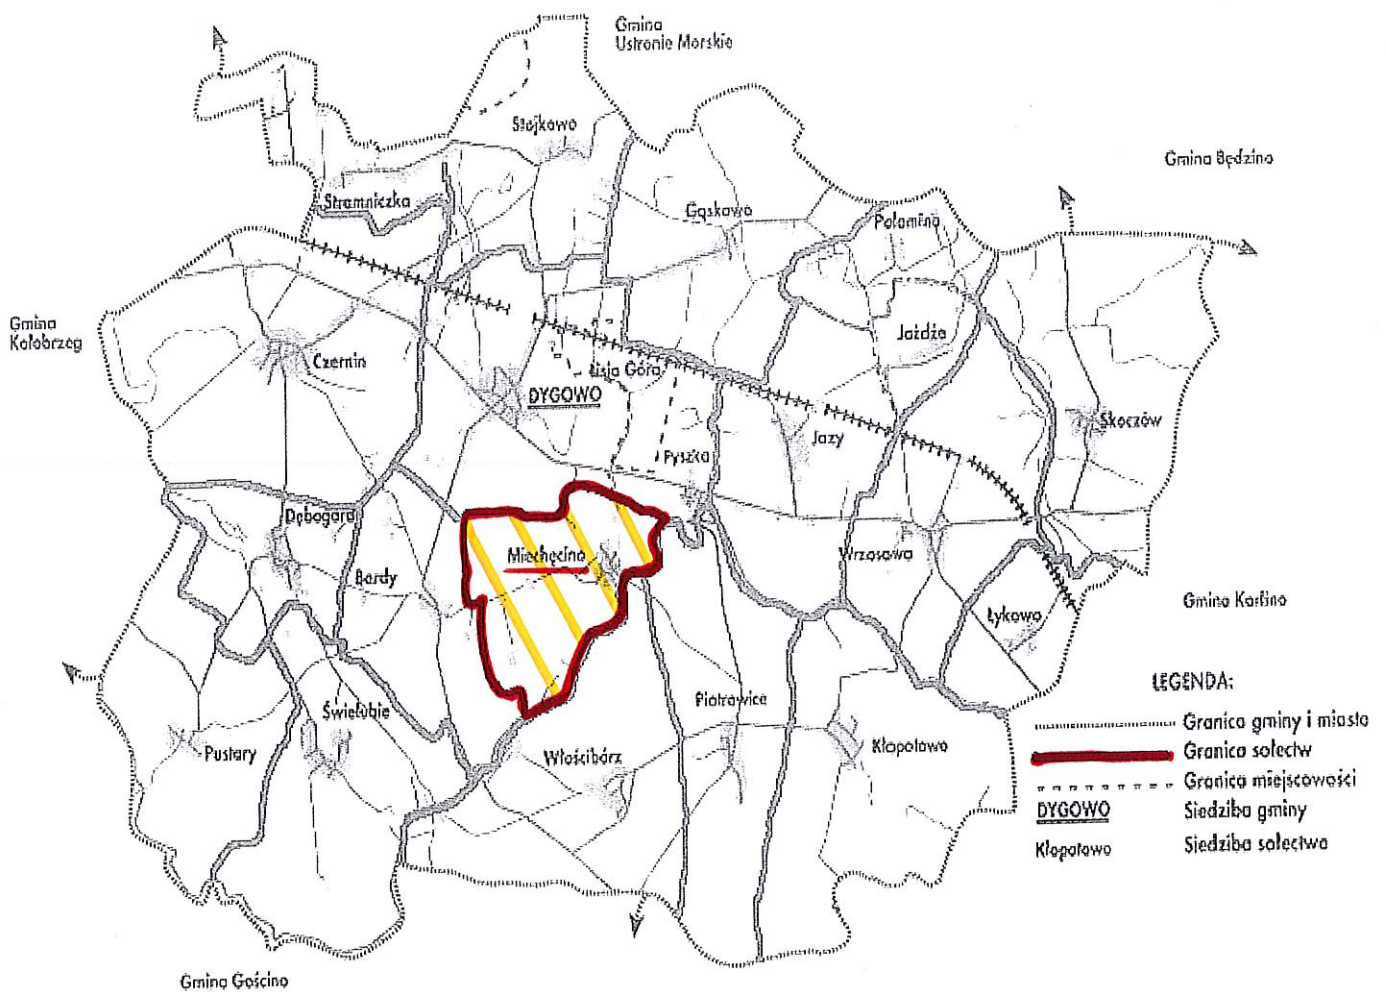 Gmina
Ustronie Morskie
Gmina Będzino
Stojkowo
Stramniczka
Gąskowo
Połomino
Gmina
Kołobrzeg
Jażdże
Czernin
Lisja Góra
DYGOWO
Skoczów
Jazy
Pyszka
Dębogard
Miechęcino
Wrzosowo
Bardy
Gmina Karlino
Łykowo
LEGENDA:
Piotrowice
Świelubie
Granica gminy i miasta
Pustary
Włościbórz
Kłopotowo
Granica sołectw
Granica miejscowości
DYGOWO
Siedziba gminy
Kłopotowo
Siedziba sołectwa
Gmina Gościno